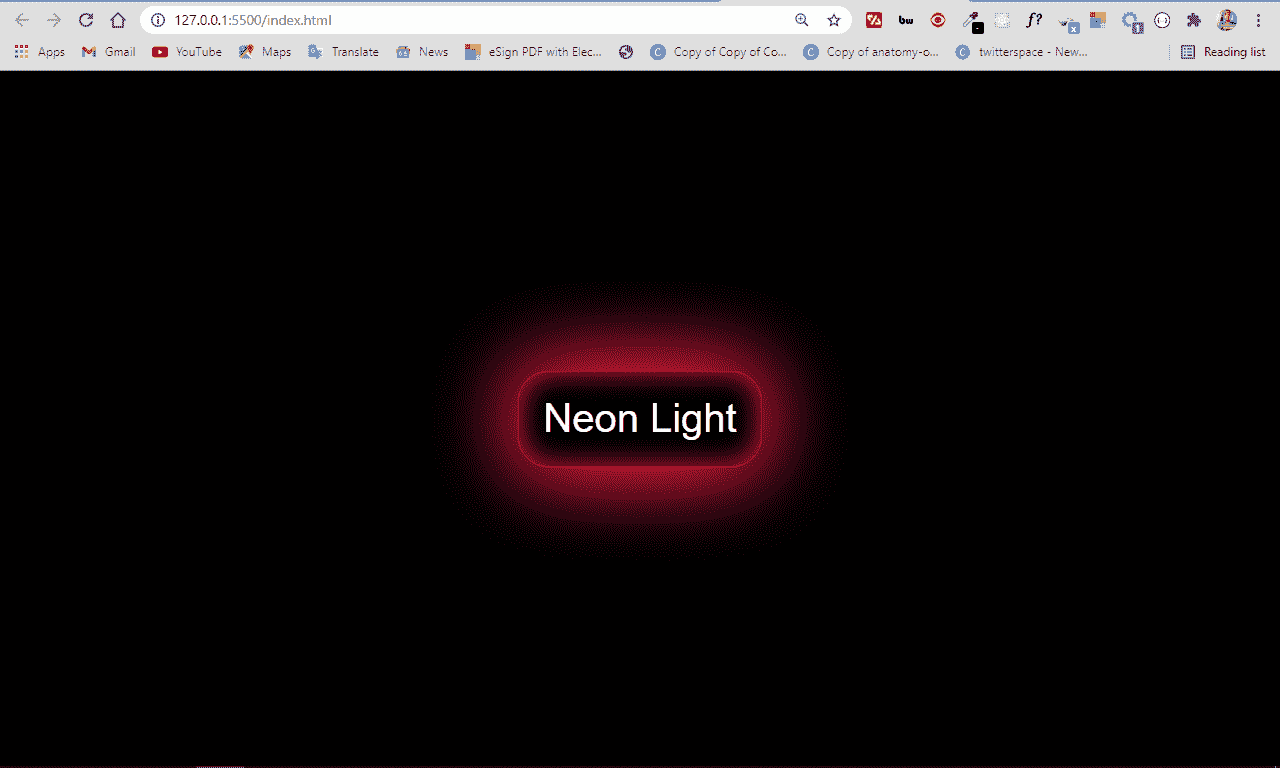 127.0.0.1:5500/index.html
bw
f?
x
Apps
Gmail
YouTube
Maps
Translate
News
eSign PDF with Elec...
C
Copy of Copy of Co...
C
Copy of anatomy-o...
C
twitterspace - New...
Reading list
Neon Light